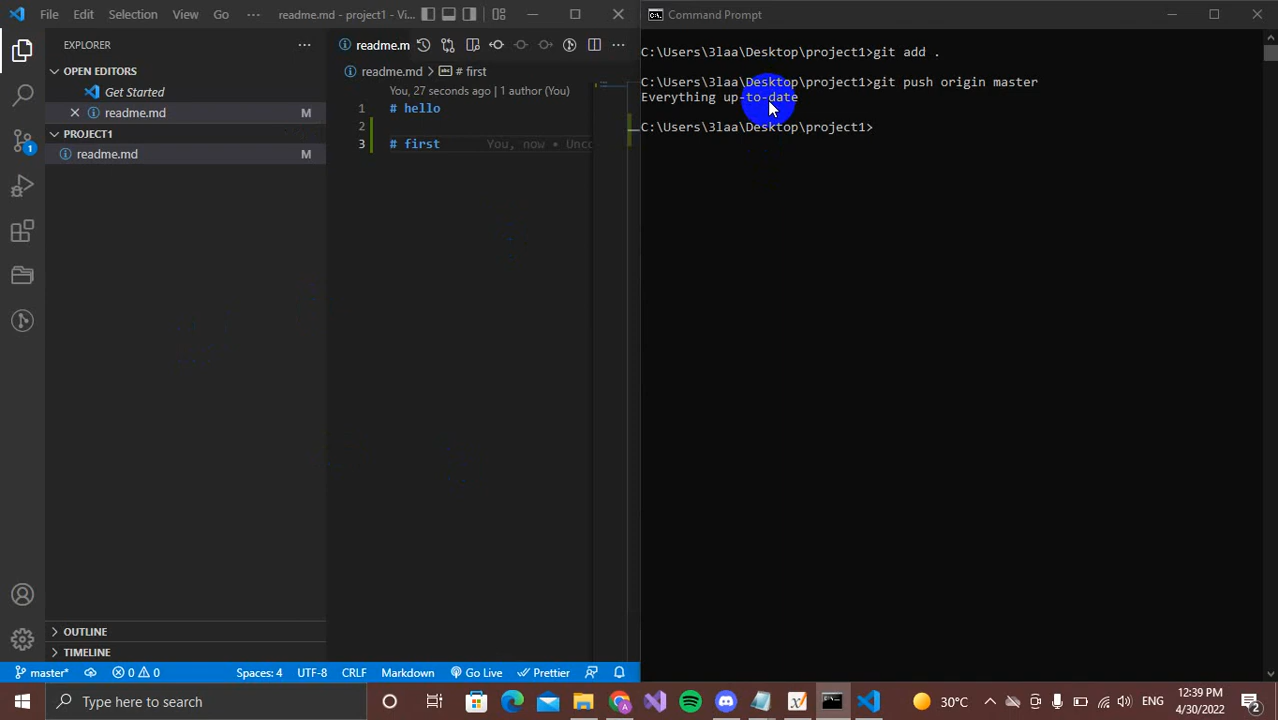 File Edit Selection View Go ··· readme.md - project1 - Vi...
EXPLORER
OPEN EDITORS
Get Started
readme.md M
PROJECT1
readme.md M
OUTLINE
TIMELINE
readme.m
readme.md > # first
You, 27 seconds ago | 1 author (You)
1 # hello
2
3 # first You, now • Unco
1
master* 0 0 Spaces: 4 UTF-8 CRLF Markdown Go Live Prettier
Command Prompt
C:\Users\3laa\Desktop\project1>git add .
C:\Users\3laa\Desktop\project1>git push origin master
Everything up-to-date
C:\Users\3laa\Desktop\project1>
Type here to search
30°C
ENG
12:39 PM
4/30/2022
2